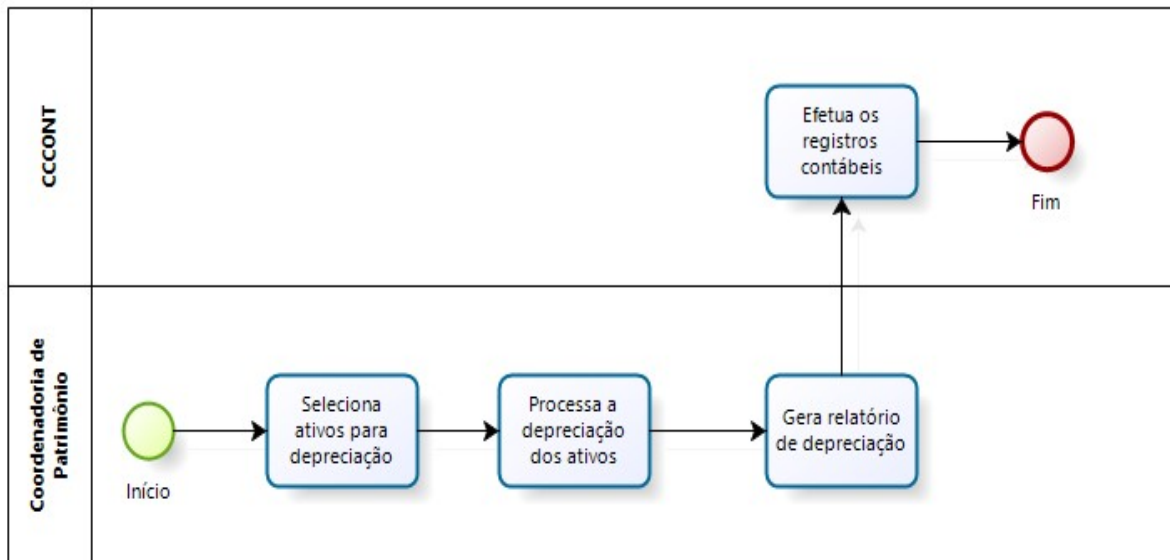 CCCONT
Efetua os
registros
contábeis
Fim
Coordenadoria de
Patrimônio
Início
Seleciona
ativos para
depreciação
Processa a
depreciação
dos ativos
Gera relatório
de depreciação